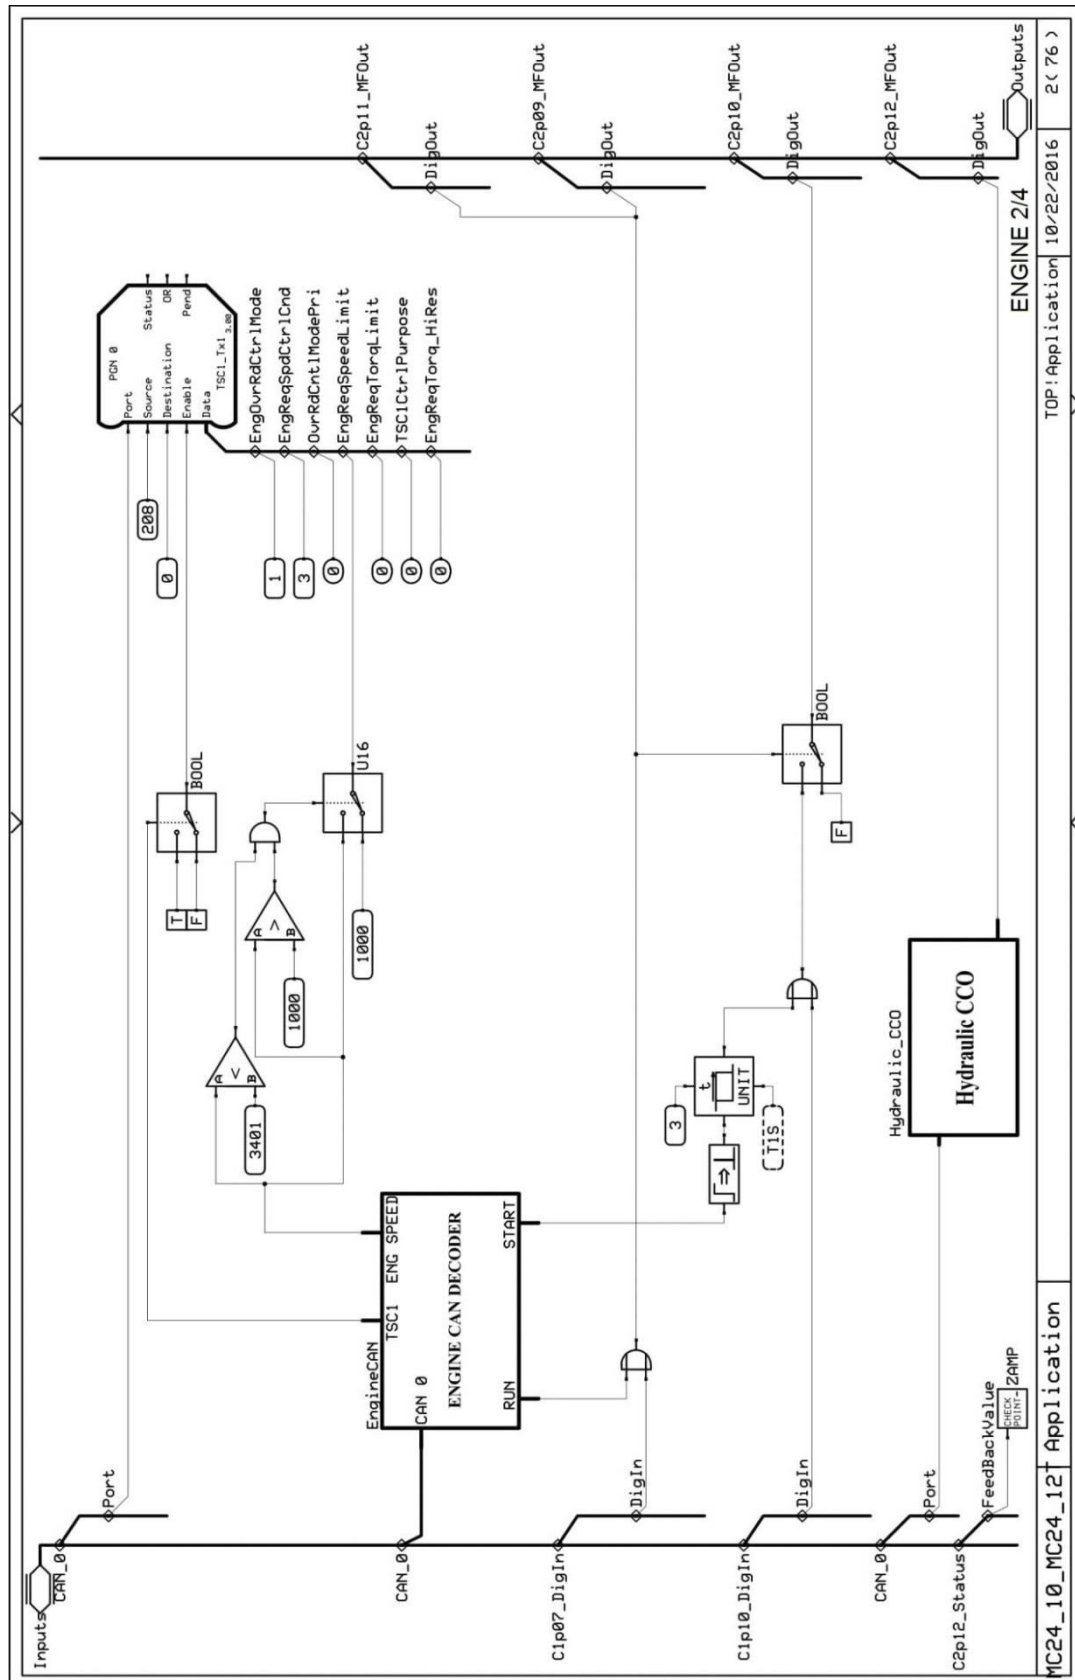 Inputs
CAN_0
Port
CAN_0
C1p07_DigIn
DigIn
C1p10_DigIn
DigIn
CAN_0
Port
C2p12_Status
FeedBackValue
CHECK
POINT
2AMP
EngineCAN
TSC1 ENG SPEED
CAN 0
ENGINE CAN DECODER
RUN START
3401
A
B
<
1000
A
B
>
T
F
BOOL
1000
U16
208
0
1
3
0
0
0
0
PGN 0
Port
Source
Destination
Enable
Data
Status
OR
Pend
TSC1_Tx1
3.00
EngOvrRdCtrlMode
EngReqSpdCtrlCnd
OvrRdCntlModePri
EngReqSpeedLimit
EngReqTorqLimit
TSC1CtrlPurpose
EngReqTorq_HiRes
3
t
UNIT
T1S
F
BOOL
Hydraulic_CCO
Hydraulic CCO
C2p11_MFOut
DigOut
C2p09_MFOut
DigOut
C2p10_MFOut
DigOut
C2p12_MFOut
DigOut
Outputs
ENGINE 2/4
MC24_10_MC24_12T Application TOP!Application 10/22/2016 2( 76 )